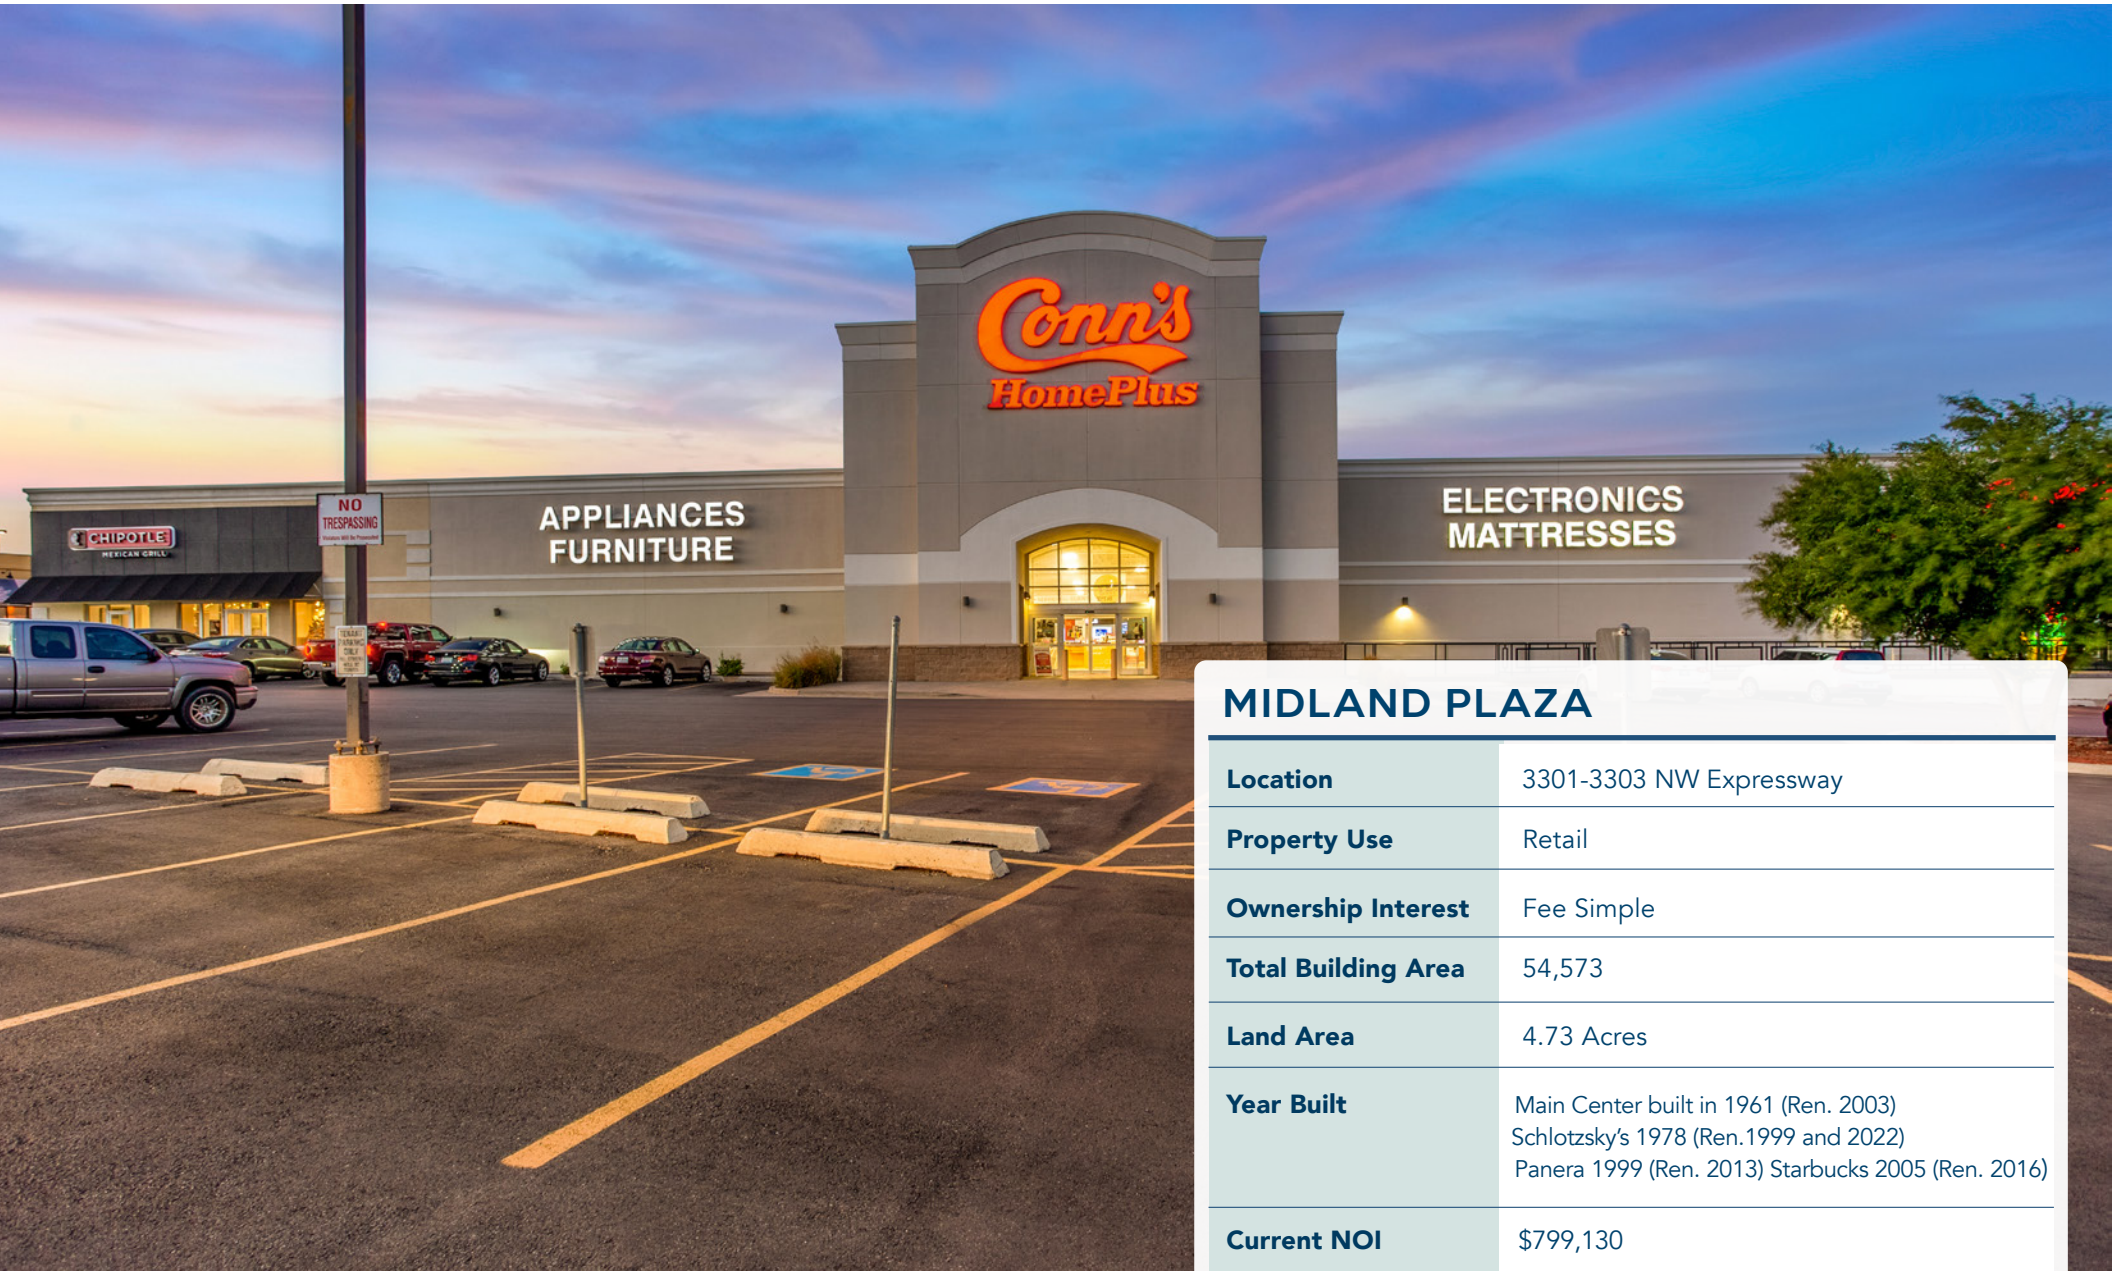 Conn's
HomePlus
APPLIANCES
FURNITURE
ELECTRONICS
MATTRESSES
CHIPOTLE
MEXICAN GRILL
NO
TRESPASSING
TENANT
PARKING
ONLY
MIDLAND PLAZA
Location 3301-3303 NW Expressway
Property Use Retail
Ownership Interest Fee Simple
Total Building Area 54,573
Land Area 4.73 Acres
Year Built Main Center built in 1961 (Ren. 2003)
Schlotzsky's 1978 (Ren.1999 and 2022)
Panera 1999 (Ren. 2013) Starbucks 2005 (Ren. 2016)
Current NOI $799,130